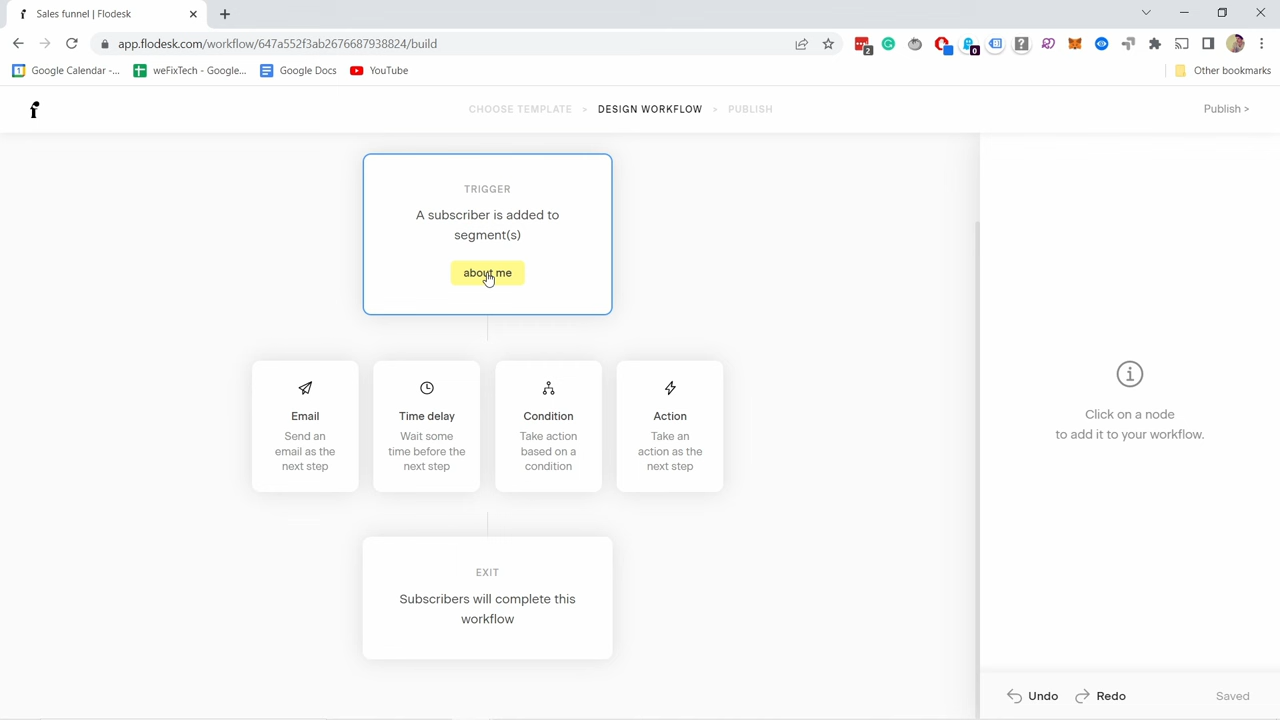 Sales funnel | Flodesk
app.flodesk.com/workflow/647a552f3ab2676687938824/build
2
0
Google Calendar -...
weFixTech - Google...
Google Docs
YouTube
Other bookmarks
CHOOSE TEMPLATE > DESIGN WORKFLOW > PUBLISH
Publish >
TRIGGER
A subscriber is added to
segment(s)
about me
Email
Send an
email as the
next step
Time delay
Wait some
time before the
next step
Condition
Take action
based on a
condition
Action
Take an
action as the
next step
EXIT
Subscribers will complete this
workflow
Click on a node
to add it to your workflow.
Undo
Redo
Saved